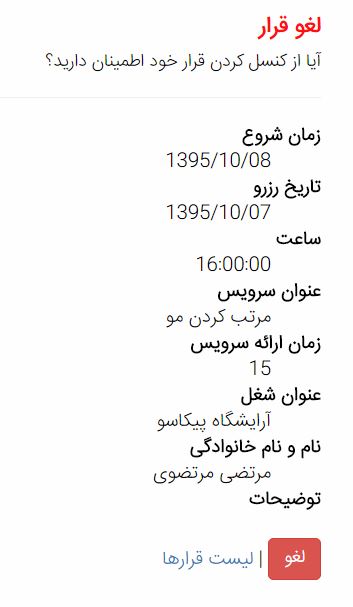 لغو قرار
آیا از کنسل کردن قرار خود اطمینان دارید؟
زمان شروع
1395/10/08
تاریخ رزرو
1395/10/07
ساعت
16:00:00
عنوان سرویس
مرتب کردن مو
زمان ارائه سرویس
15
عنوان شغل
آرایشگاه پیکاسو
نام و نام خانوادگی
مرتضی مرتضوی
توضیحات
لغو | لیست قرارها